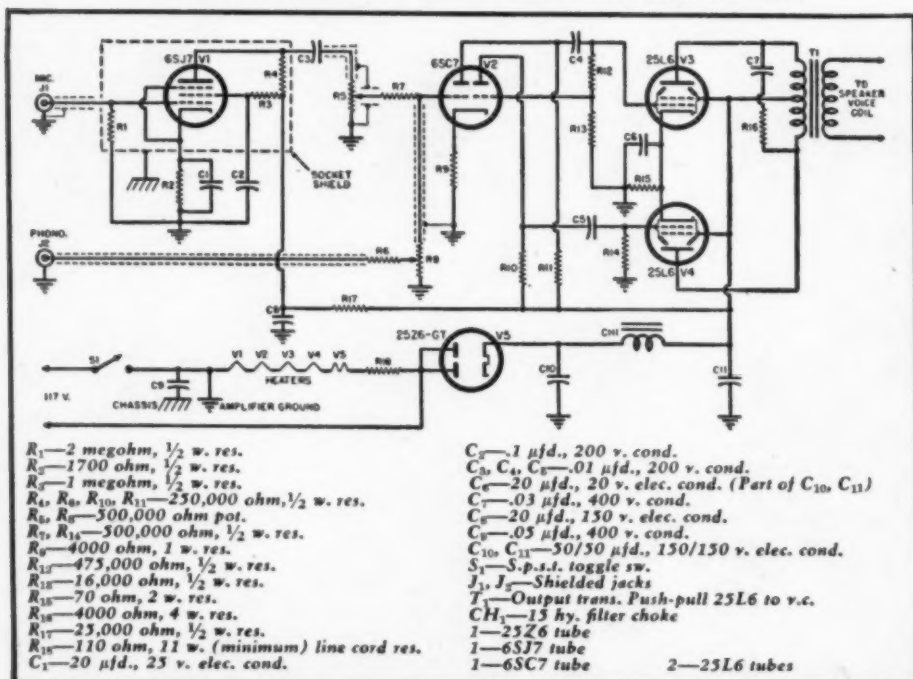 6SJ7 V1
MIC.
J1
R1
R2
C1
C2
R3
R4
C3
SOCKET
SHIELD
R5
R7
6SC7
V2
R9
C4
R12
R13
C6
R15
25L6 V3
C7
R16
T1
TO
SPEAKER
VOICE
COIL
PHONO.
J2
R6
R8
R10
R11
C5
R14
25L6 V4
C8
R17
S1
117 V.
C9
CHASSIS
AMPLIFIER GROUND
V1 V2 V3 V4 V5
HEATERS
R18
25Z6-GT
V5
C10
CH1
C11
R₁—2 megohm, ½ w. res.
R₂—1700 ohm, ½ w. res.
R₃—1 megohm, ½ w. res.
R₄, R₆, R₁₀, R₁₁—250,000 ohm, ½ w. res.
R₅, R₈—500,000 ohm pot.
R₇, R₁₄—500,000 ohm, ½ w. res.
R₉—4000 ohm, 1 w. res.
R₁₂—475,000 ohm, ½ w. res.
R₁₃—16,000 ohm, ½ w. res.
R₁₅—70 ohm, 2 w. res.
R₁₆—4000 ohm, 4 w. res.
R₁₇—25,000 ohm, ½ w. res.
R₁₈—110 ohm, 11 w. (minimum) line cord res.
C₁—20 μfd., 25 v. elec. cond.
C₂—.1 μfd., 200 v. cond.
C₃, C₄, C₅—.01 μfd., 200 v. cond.
C₆—20 μfd., 20 v. elec. cond. (Part of C₁₀, C₁₁)
C₇—.03 μfd., 400 v. cond.
C₈—20 μfd., 150 v. elec. cond.
C₉—.05 μfd., 400 v. cond.
C₁₀, C₁₁—50/50 μfd., 150/150 v. elec. cond.
S₁—S.p.s.t. toggle sw.
J₁, J₂—Shielded jacks
T₁—Output trans. Push-pull 25L6 to v.c.
CH₁—15 hy. filter choke
1—25Z6 tube
1—6SJ7 tube
1—6SC7 tube 2—25L6 tubes